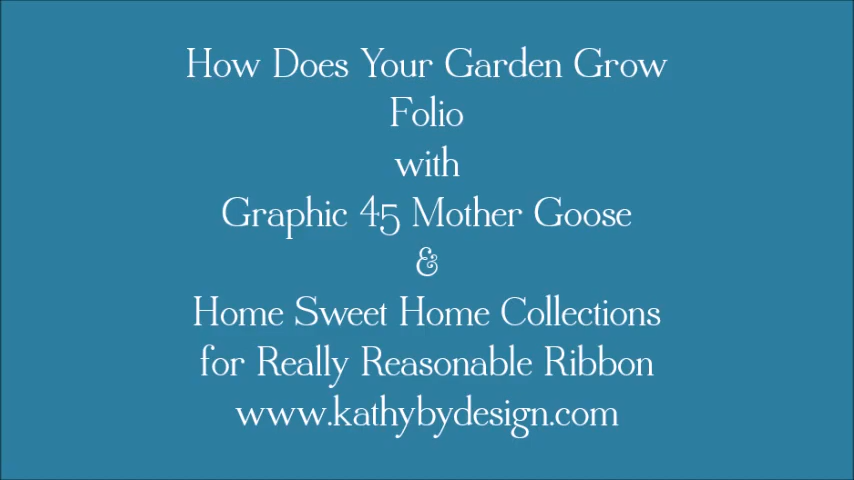 How Does Your Garden Grow
Folio
with
Graphic 45 Mother Goose
&
Home Sweet Home Collections
for Really Reasonable Ribbon
www.kathybydesign.com